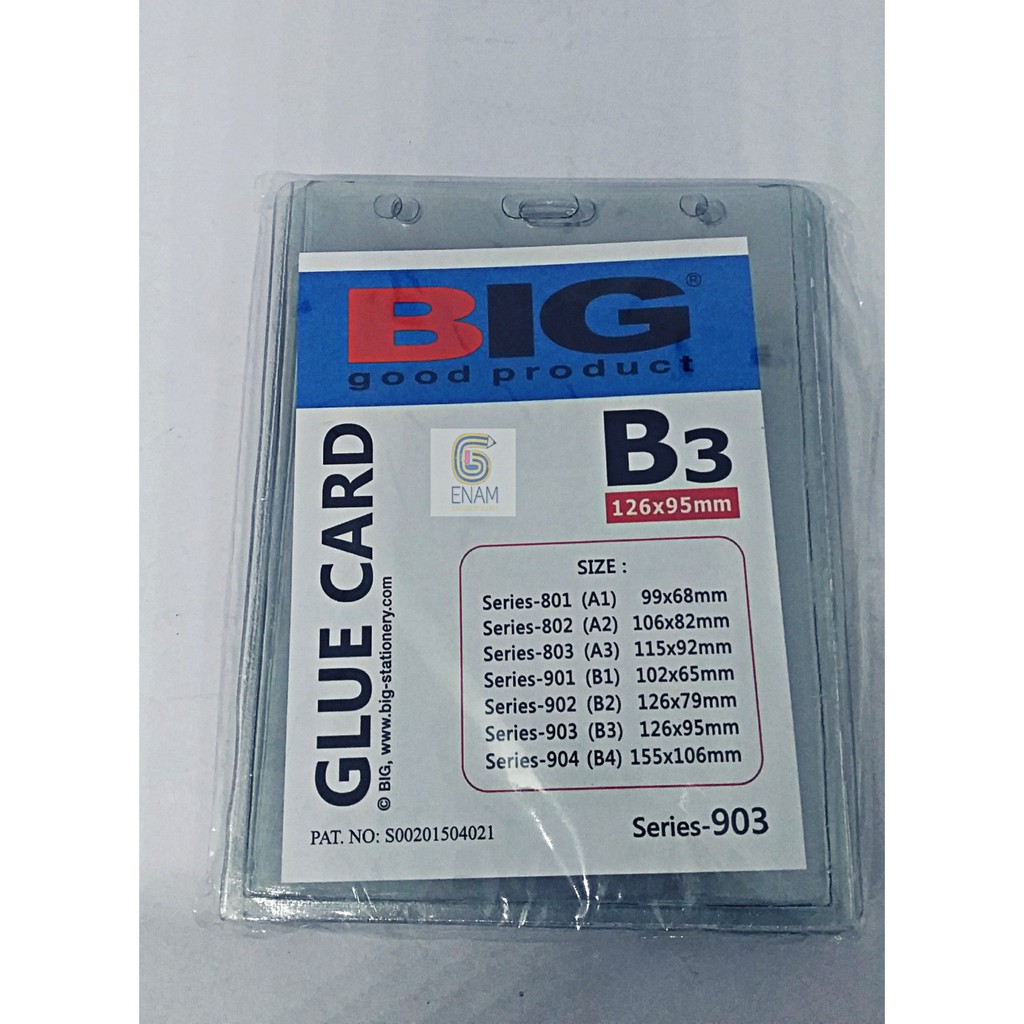 BIG®
good product
GLUE CARD
© BIG, www.big-stationery.com
B3
126x95mm
ENAM
SIZE :
Series-801 (A1) 99x68mm
Series-802 (A2) 106x82mm
Series-803 (A3) 115x92mm
Series-901 (B1) 102x65mm
Series-902 (B2) 126x79mm
Series-903 (B3) 126x95mm
Series-904 (B4) 155x106mm
PAT. NO: S00201504021
Series-903